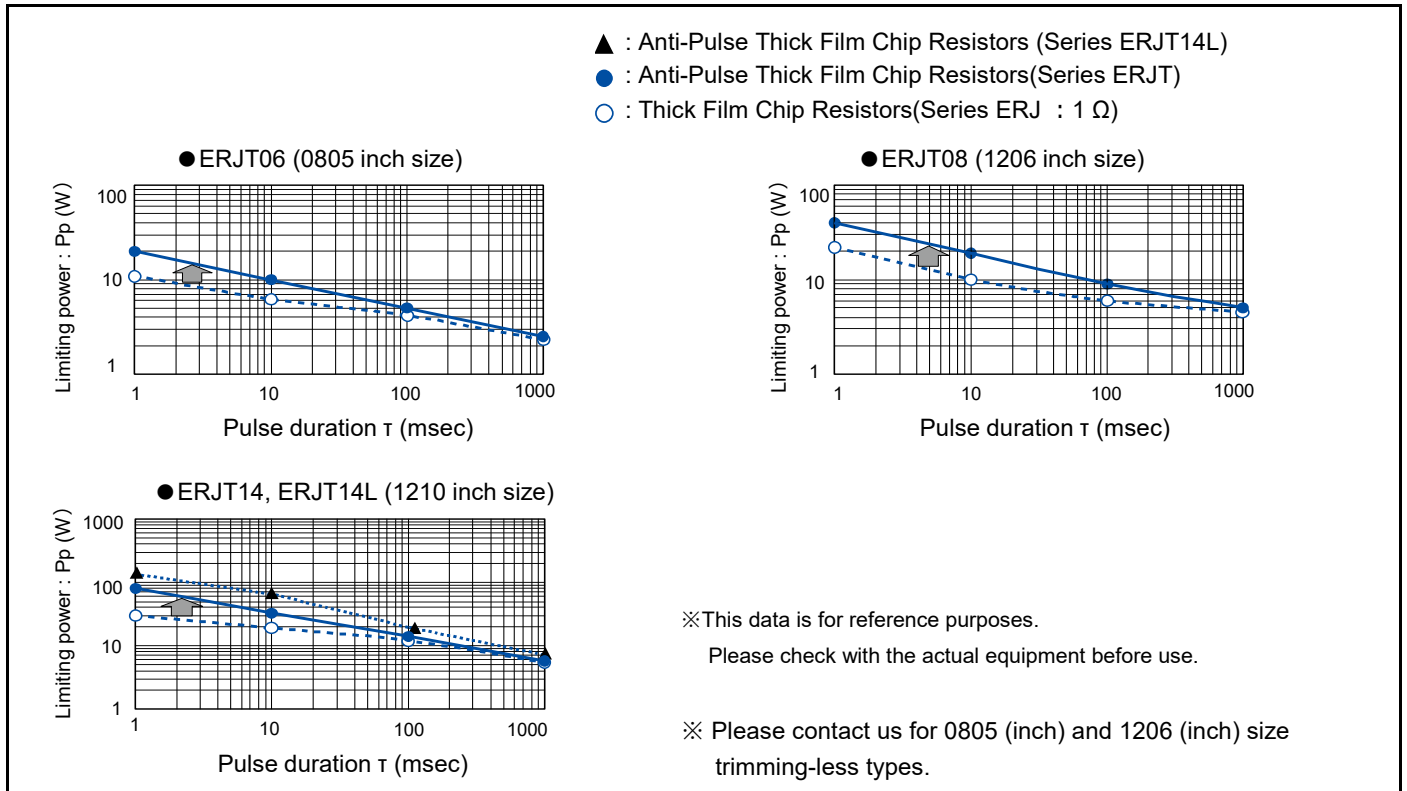 ▲ : Anti-Pulse Thick Film Chip Resistors (Series ERJT14L)
● : Anti-Pulse Thick Film Chip Resistors(Series ERJT)
○ : Thick Film Chip Resistors(Series ERJ : 1 Ω)
●ERJT06 (0805 inch size)
Limiting power : Pp (W)
100
10
1
1 10 100 1000
Pulse duration τ (msec)
●ERJT08 (1206 inch size)
Limiting power : Pp (W)
100
10
1
1 10 100 1000
Pulse duration τ (msec)
●ERJT14, ERJT14L (1210 inch size)
Limiting power : Pp (W)
1000
100
10
1
1 10 100 1000
Pulse duration τ (msec)
※This data is for reference purposes.
Please check with the actual equipment before use.
※ Please contact us for 0805 (inch) and 1206 (inch) size
trimming-less types.